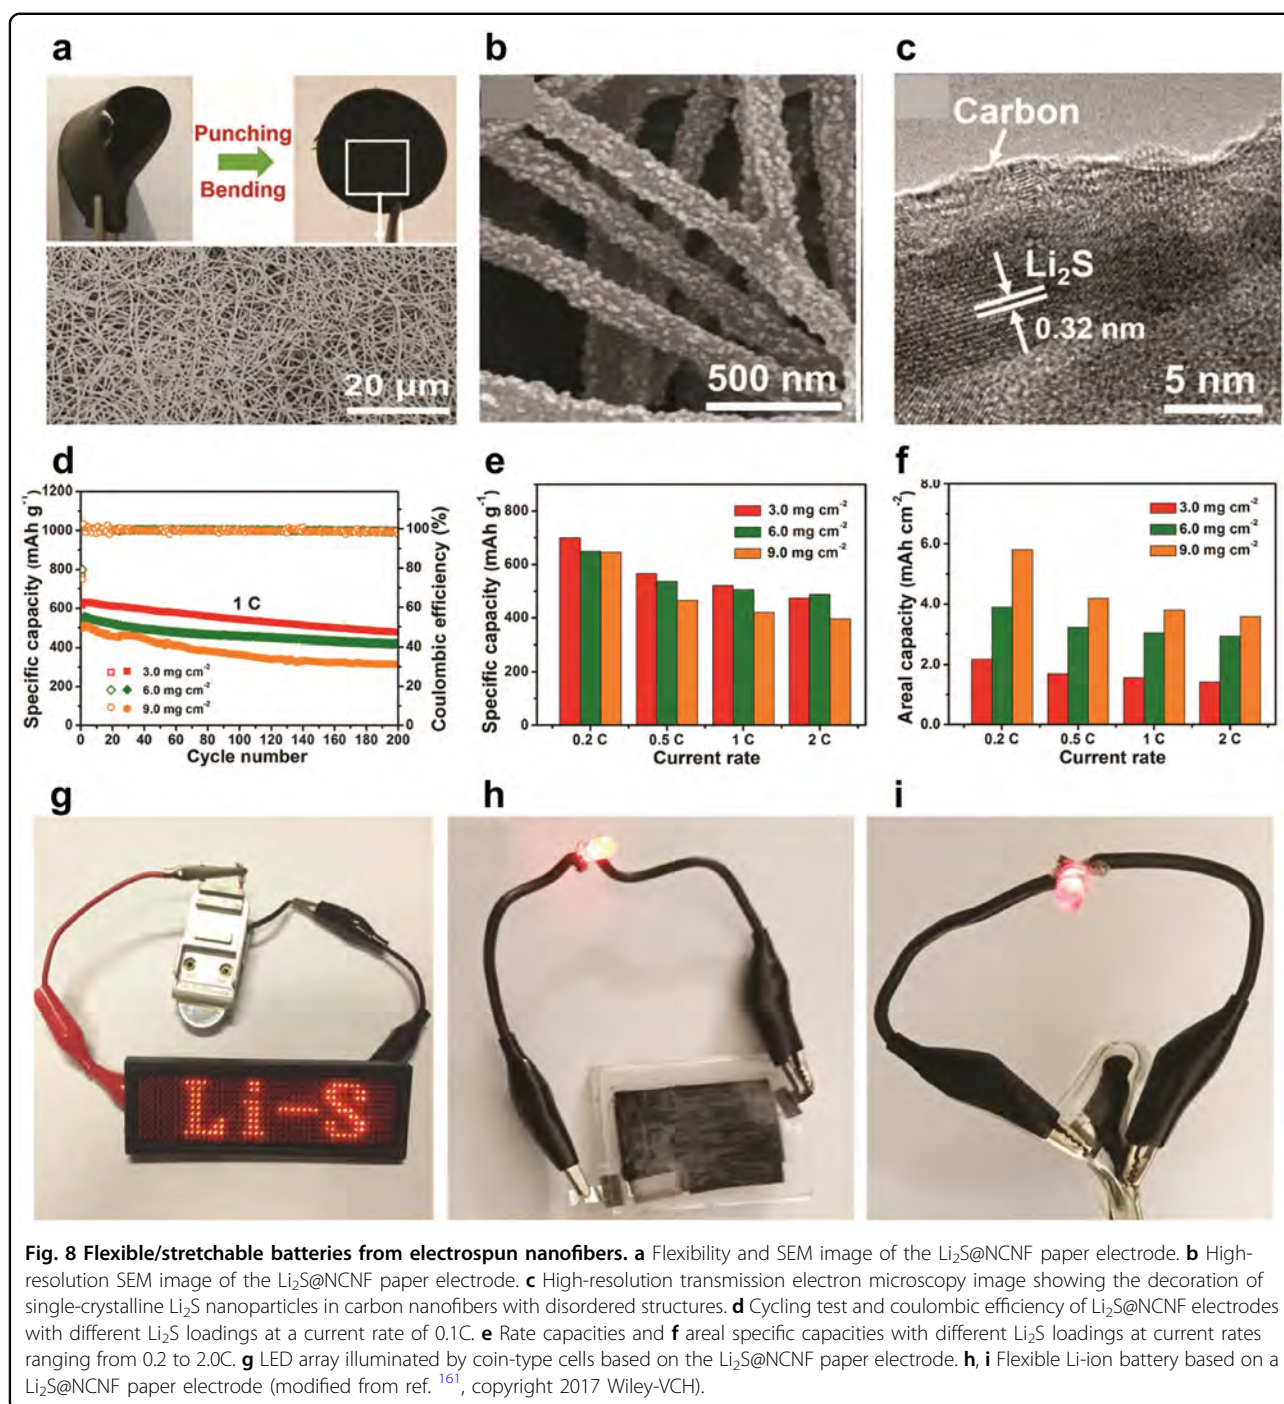 a
b
c
Punching
Bending
20 µm
500 nm
Carbon
Li₂S
0.32 nm
5 nm
d
Specific capacity (mAh g⁻¹)
1200
1000
800
600
400
200
0
1 C
3.0 mg cm⁻²
6.0 mg cm⁻²
9.0 mg cm⁻²
0 20 40 60 80 100 120 140 160 180 200
Cycle number
100
80
60
40
20
0
Coulombic efficiency (%)
e
Specific capacity (mAh g⁻¹)
800
600
400
200
0
3.0 mg cm⁻²
6.0 mg cm⁻²
9.0 mg cm⁻²
0.2 C 0.5 C 1 C 2 C
Current rate
f
Areal capacity (mAh cm⁻²)
8.0
6.0
4.0
2.0
0.0
3.0 mg cm⁻²
6.0 mg cm⁻²
9.0 mg cm⁻²
0.2 C 0.5 C 1 C 2 C
Current rate
g
h
i
Li-S
Fig. 8 Flexible/stretchable batteries from electrospun nanofibers. a Flexibility and SEM image of the Li₂S@NCNF paper electrode. b High-
resolution SEM image of the Li₂S@NCNF paper electrode. c High-resolution transmission electron microscopy image showing the decoration of
single-crystalline Li₂S nanoparticles in carbon nanofibers with disordered structures. d Cycling test and coulombic efficiency of Li₂S@NCNF electrodes
with different Li₂S loadings at a current rate of 0.1C. e Rate capacities and f areal specific capacities with different Li₂S loadings at current rates
ranging from 0.2 to 2.0C. g LED array illuminated by coin-type cells based on the Li₂S@NCNF paper electrode. h, i Flexible Li-ion battery based on a
Li₂S@NCNF paper electrode (modified from ref. ¹⁶¹, copyright 2017 Wiley-VCH).